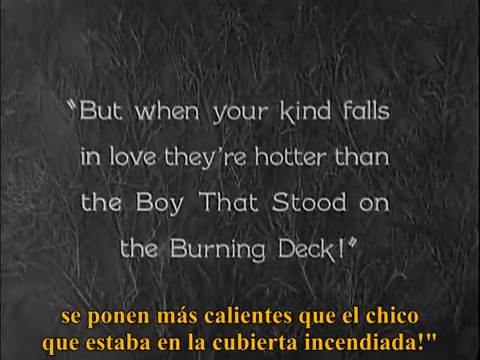 "But when your kind falls
in love they're hotter than
the Boy That Stood on
the Burning Deck!"
se ponen más calientes que el chico
que estaba en la cubierta incendiada!"